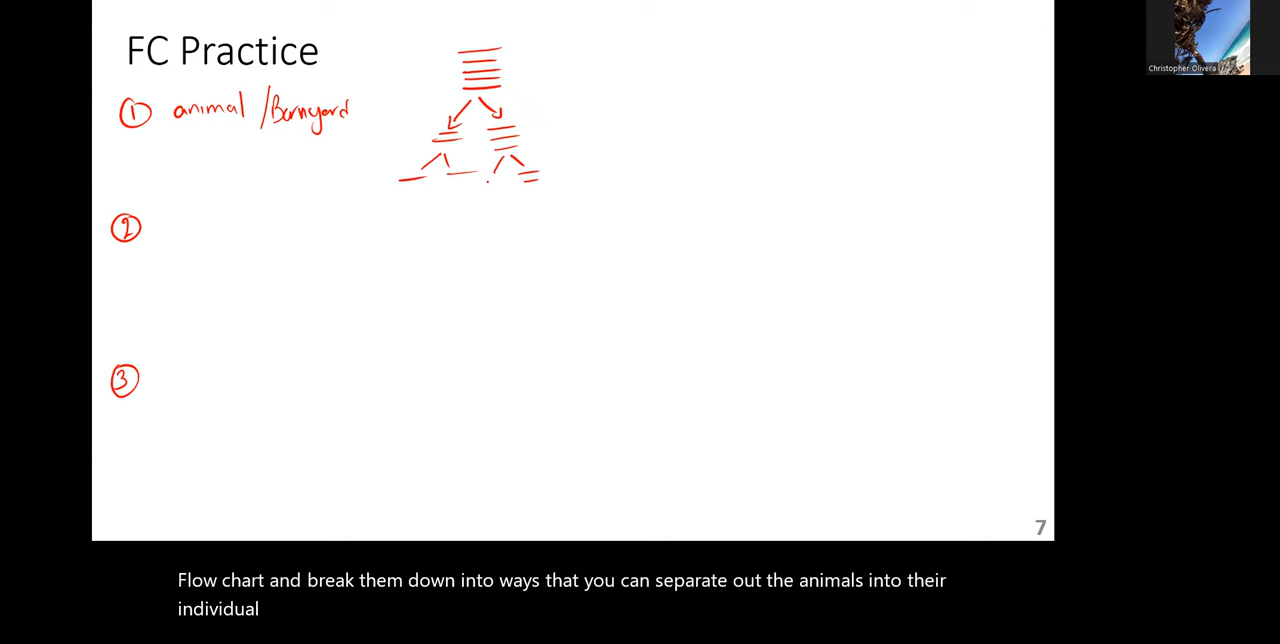 FC Practice
① animal / Barnyard
②
③
7
Flow chart and break them down into ways that you can separate out the animals into their
individual
Christopher Olivera